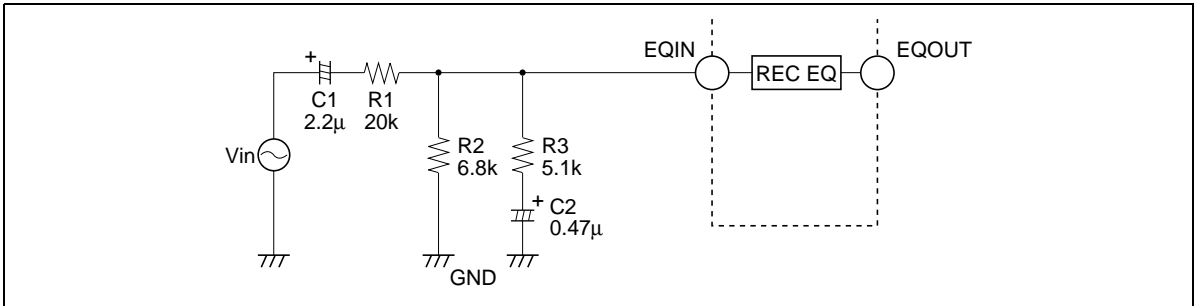 EQIN
EQOUT
REC EQ
+
C1
2.2μ
R1
20k
Vin
R2
6.8k
R3
5.1k
+
C2
0.47μ
GND